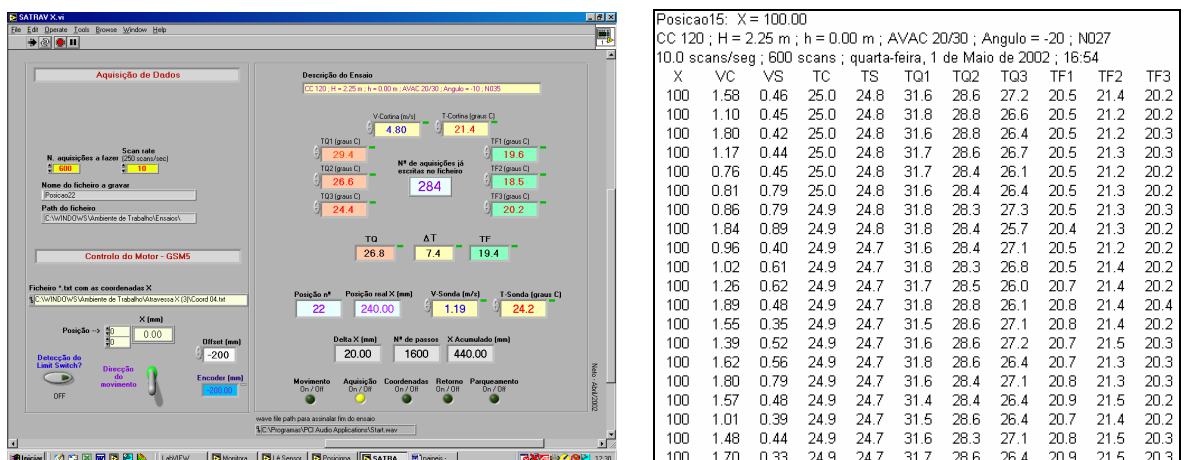 SATRAV X.vi
File Edit Operate Tools Browse Window Help
Aquisição de Dados
N. aquisições a fazer
Scan rate
(250 scans/sec)
600
10
Nome do ficheiro a gravar
Posicao22
Path do ficheiro
C:\WINDOWS\Ambiente de Trabalho\Ensaios\
Controlo do Motor - GSM5
Ficheiro *.txt com as coordenadas X
C:\WINDOWS\Ambiente de Trabalho\Atravessa X (3)\Coord 04.txt
X (mm)
Posição -->
0
0
0.00
Offset (mm)
-200
Detecção do
Limit Switch?
OFF
Direcção
do
movimento
Encoder (mm)
-200.00
Descrição do Ensaio
CC 120 ; H = 2.25 m ; h = 0.00 m ; AVAC 20/30 ; Angulo = -10 ; N035
V-Cortina (m/s)
4.80
T-Cortina (graus C)
21.4
TQ1 (graus C)
29.4
TQ2 (graus C)
26.6
TQ3 (graus C)
24.4
Nº de aquisições já
escritas no ficheiro
284
TF1 (graus C)
19.6
TF2 (graus C)
18.5
TF3 (graus C)
20.2
TQ ΔT TF
26.8 7.4 19.4
Posição nº Posição real X (mm) V-Sonda (m/s) T-Sonda (graus C)
22 240.00 1.19 24.2
Delta X (mm) Nº de passos X Acumulado (mm)
20.00 1600 440.00
Movimento Aquisição Coordenadas Retorno Parqueamento
On / Off On / Off On / Off On / Off On / Off
wave file path para assinalar fim do ensaio
C:\Programas\PCI Audio Applications\Start.wav
Neto - Abril/2002
Iniciar LabVIEW Monitora Lê Sensor Posiciona SATRA paineis - 12:30
Posicao15: X = 100.00
CC 120 ; H = 2.25 m ; h = 0.00 m ; AVAC 20/30 ; Angulo = -20 ; N027
10.0 scans/seg ; 600 scans ; quarta-feira, 1 de Maio de 2002 ; 16:54
X VC VS TC TS TQ1 TQ2 TQ3 TF1 TF2 TF3
100 1.58 0.46 25.0 24.8 31.6 28.6 27.2 20.5 21.4 20.2
100 1.10 0.45 25.0 24.8 31.8 28.8 26.6 20.5 21.2 20.2
100 1.80 0.42 25.0 24.8 31.6 28.8 26.4 20.5 21.2 20.3
100 1.17 0.44 25.0 24.8 31.7 28.6 26.7 20.5 21.3 20.3
100 0.76 0.45 25.0 24.8 31.7 28.4 26.1 20.5 21.2 20.2
100 0.81 0.79 25.0 24.8 31.6 28.4 26.4 20.5 21.3 20.2
100 0.86 0.79 24.9 24.8 31.8 28.3 27.3 20.5 21.3 20.3
100 1.84 0.89 24.9 24.8 31.8 28.4 25.7 20.4 21.3 20.3
100 0.96 0.40 24.9 24.7 31.6 28.4 27.1 20.5 21.2 20.2
100 1.02 0.61 24.9 24.7 31.8 28.3 26.8 20.5 21.4 20.2
100 1.26 0.62 24.9 24.7 31.7 28.5 26.0 20.7 21.4 20.2
100 1.89 0.48 24.9 24.7 31.8 28.8 26.1 20.8 21.4 20.4
100 1.55 0.35 24.9 24.7 31.5 28.6 27.1 20.8 21.4 20.2
100 1.39 0.52 24.9 24.7 31.6 28.6 27.2 20.7 21.5 20.3
100 1.62 0.56 24.9 24.7 31.8 28.6 26.4 20.7 21.3 20.3
100 1.80 0.79 24.9 24.7 31.6 28.4 27.1 20.8 21.3 20.3
100 1.57 0.48 24.9 24.7 31.4 28.4 26.4 20.9 21.5 20.2
100 1.01 0.39 24.9 24.7 31.5 28.6 26.4 20.7 21.4 20.2
100 1.48 0.44 24.9 24.7 31.6 28.3 27.1 20.8 21.5 20.3
100 1.70 0.33 24.9 24.7 31.7 28.6 26.4 20.9 21.5 20.3